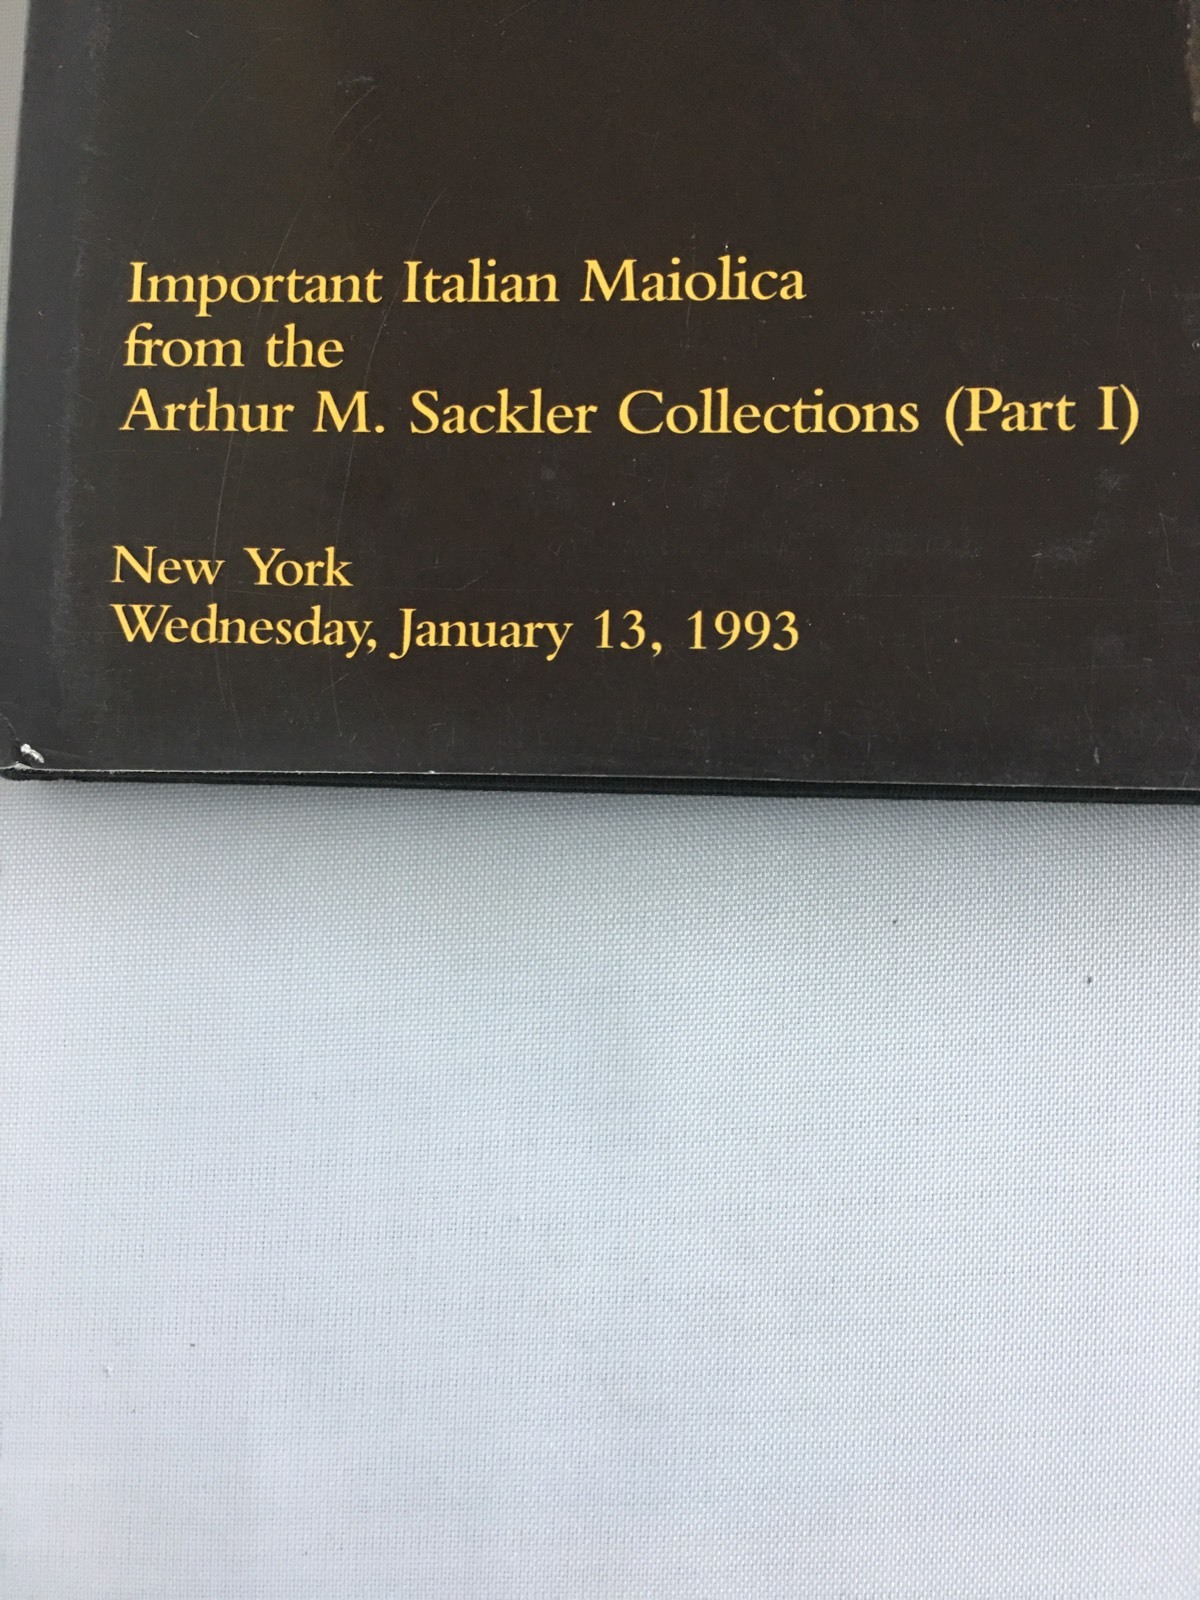 Important Italian Maiolica
from the
Arthur M. Sackler Collections (Part I)
New York
Wednesday, January 13, 1993